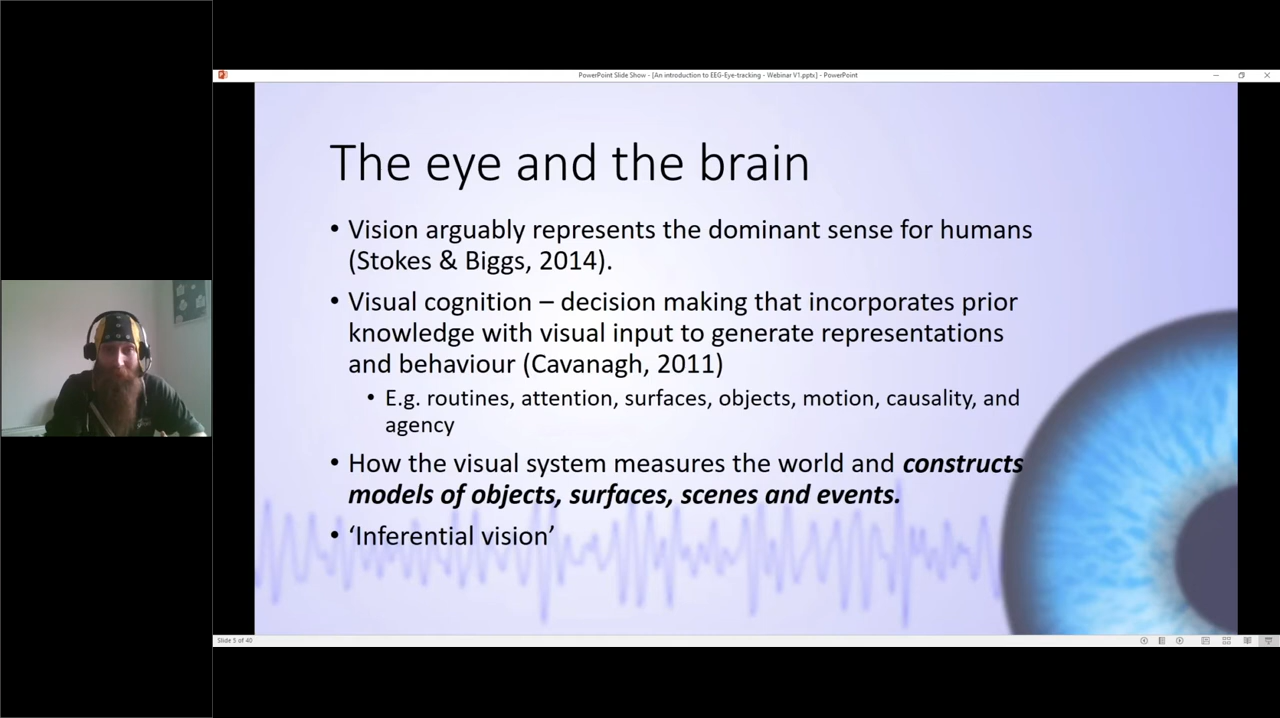 PowerPoint Slide Show - [An introduction to EEG-Eye-tracking - Webinar V1.pptx] - PowerPoint
The eye and the brain
• Vision arguably represents the dominant sense for humans
(Stokes & Biggs, 2014).
• Visual cognition – decision making that incorporates prior
knowledge with visual input to generate representations
and behaviour (Cavanagh, 2011)
• E.g. routines, attention, surfaces, objects, motion, causality, and
agency
• How the visual system measures the world and constructs
models of objects, surfaces, scenes and events.
• ‘Inferential vision’
Slide 5 of 40